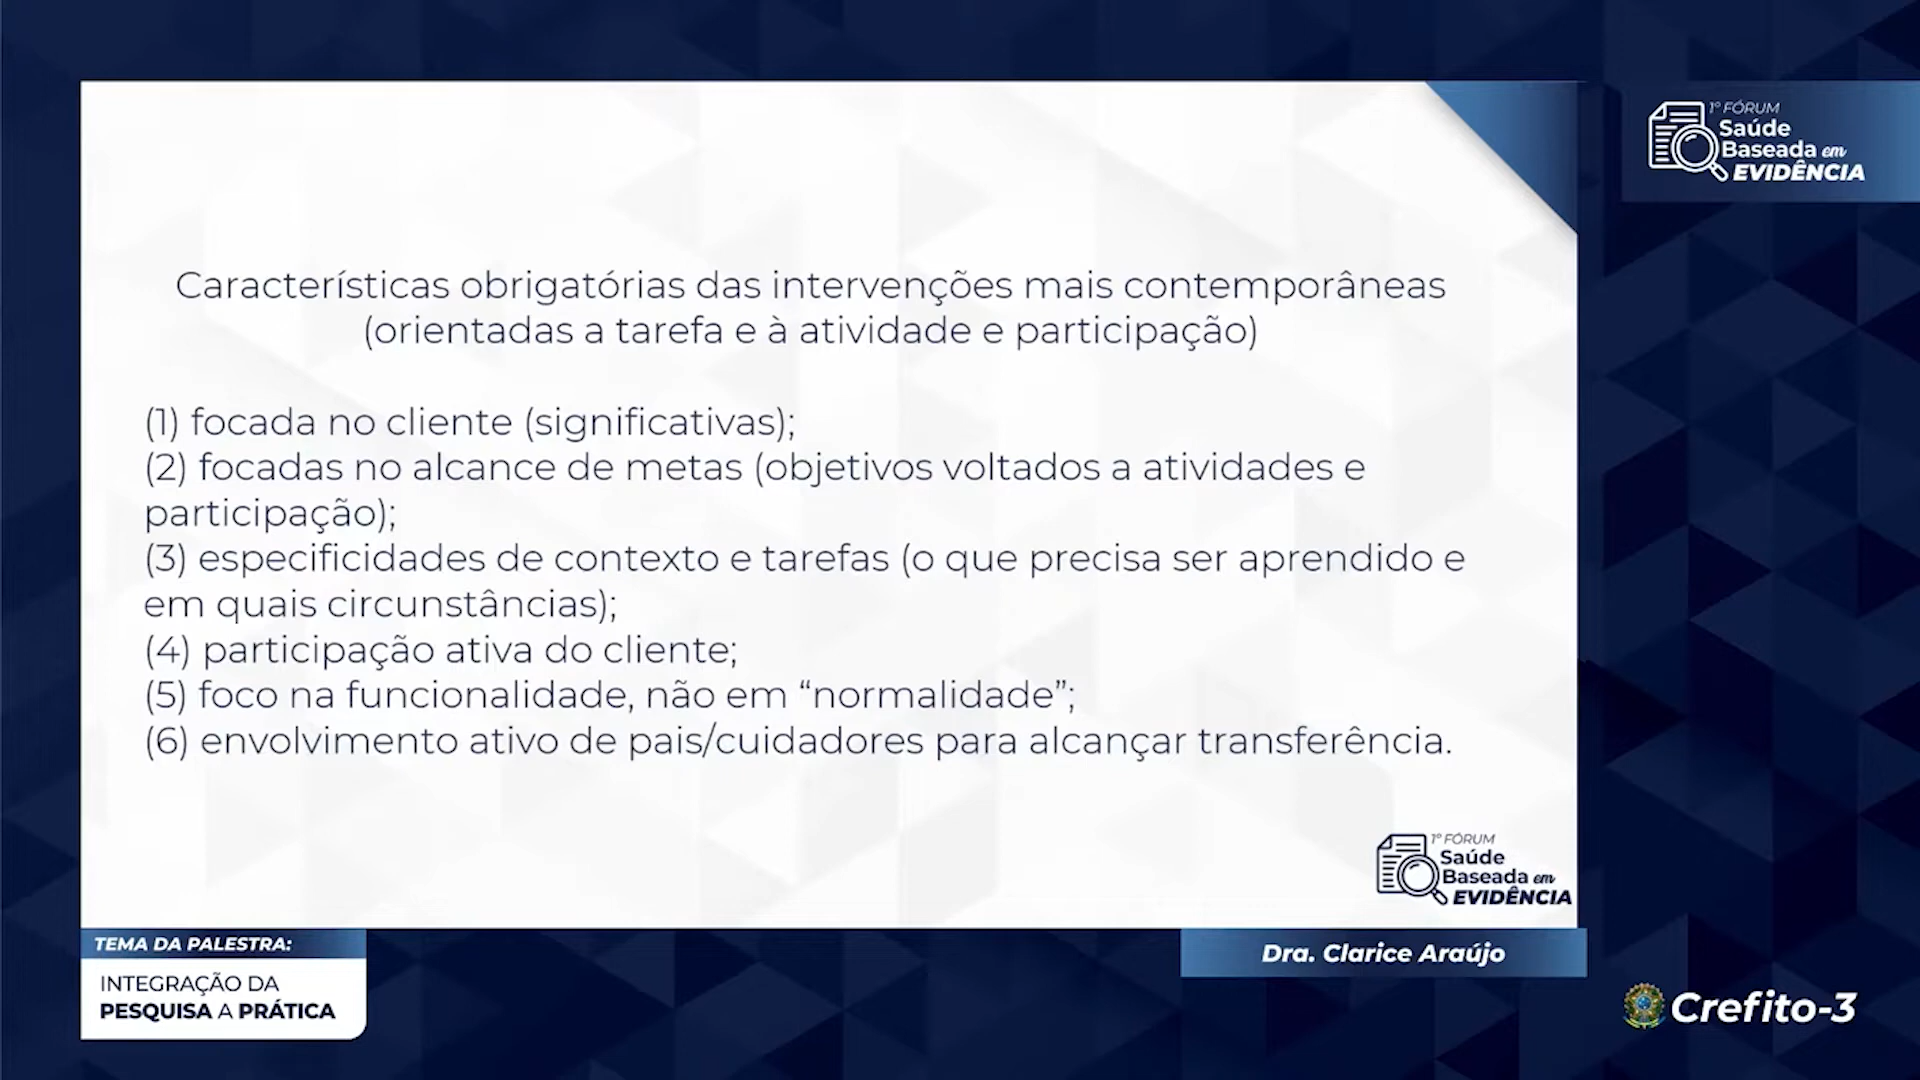 1º FÓRUM
Saúde
Baseada em
EVIDÊNCIA
Características obrigatórias das intervenções mais contemporâneas
(orientadas a tarefa e à atividade e participação)
(1) focada no cliente (significativas);
(2) focadas no alcance de metas (objetivos voltados a atividades e
participação);
(3) especificidades de contexto e tarefas (o que precisa ser aprendido e
em quais circunstâncias);
(4) participação ativa do cliente;
(5) foco na funcionalidade, não em “normalidade”;
(6) envolvimento ativo de pais/cuidadores para alcançar transferência.
1º FÓRUM
Saúde
Baseada em
EVIDÊNCIA
TEMA DA PALESTRA:
INTEGRAÇÃO DA
PESQUISA A PRÁTICA
Dra. Clarice Araújo
Crefito-3